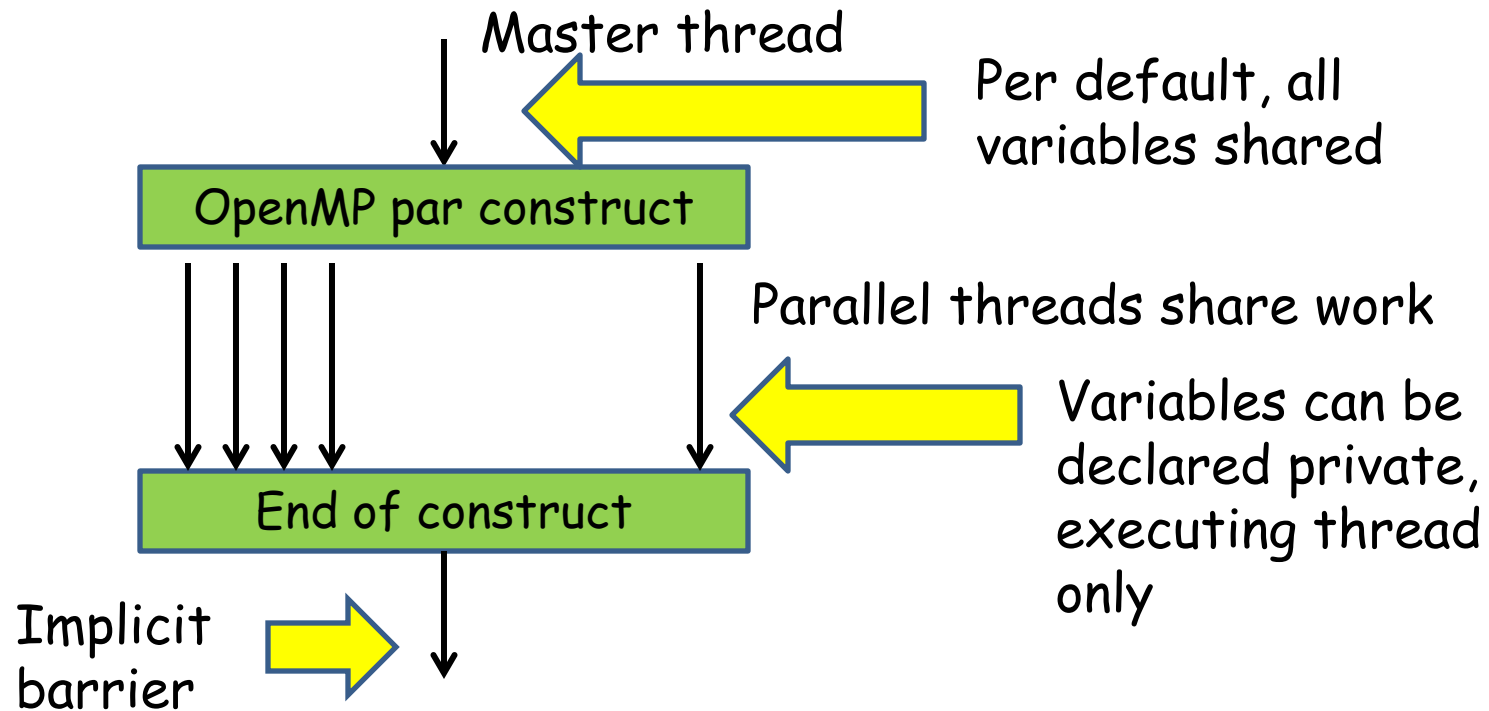 Master thread
Per default, all
variables shared
OpenMP par construct
Parallel threads share work
Variables can be
declared private,
executing thread
only
End of construct
Implicit
barrier